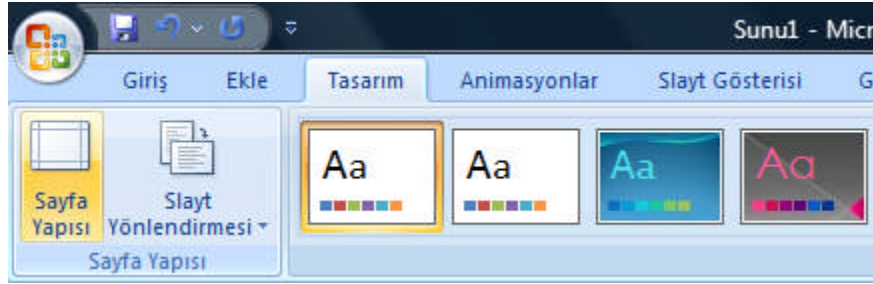 Sunu1 - Micr
Giriş Ekle Tasarım Animasyonlar Slayt Gösterisi G
Aa Aa Aa Aa
Sayfa Yapısı
Slayt Yönlendirmesi
Sayfa Yapısı